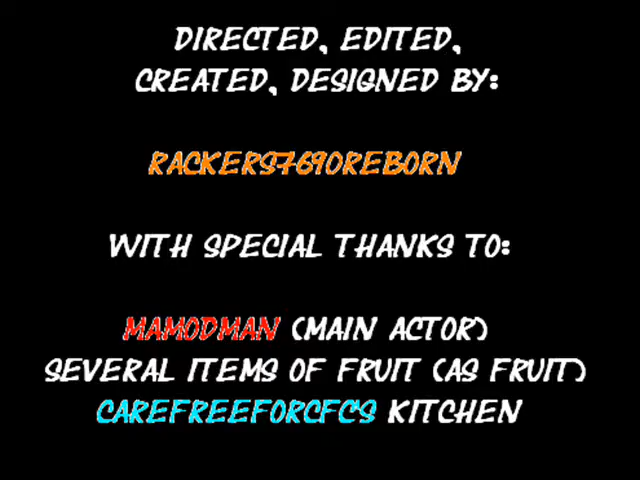 DIRECTED, EDITED,
CREATED, DESIGNED BY:
RACKERS7690REBORN
WITH SPECIAL THANKS TO:
MAMODMAN (MAIN ACTOR)
SEVERAL ITEMS OF FRUIT (AS FRUIT)
CAREFREEFORCFC'S KITCHEN